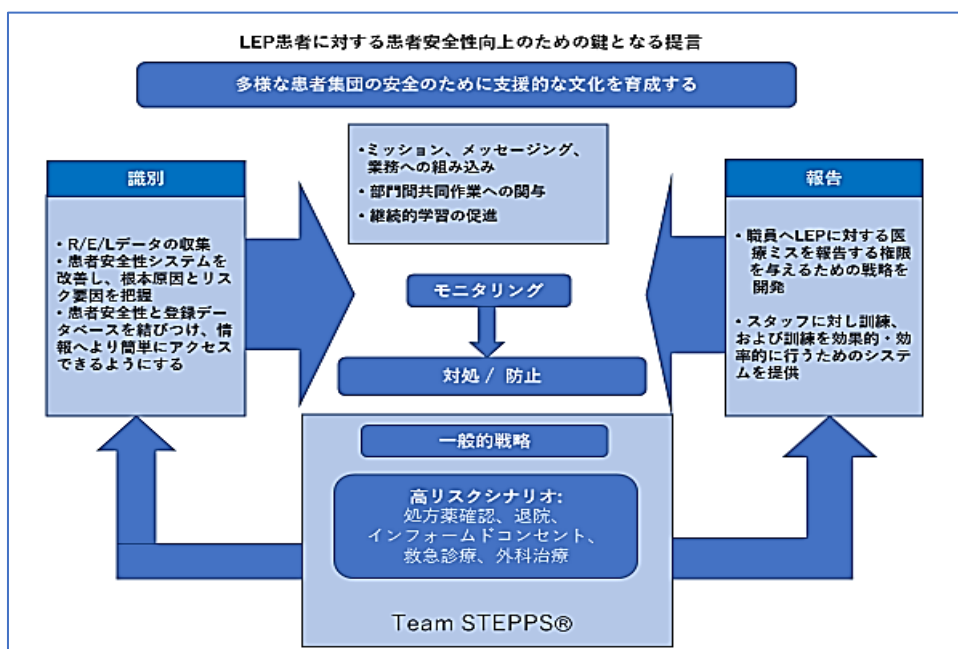 LEP患者に対する患者安全性向上のための鍵となる提言
多様な患者集団の安全のために支援的な文化を育成する
・ミッション、メッセージング、
業務への組み込み
・部門間共同作業への関与
・継続的学習の促進
識別
・R/E/Lデータの収集
・患者安全性システムを
改善し、根本原因とリス
ク要因を把握
・患者安全性と登録デー
タベースを結びつけ、情
報へより簡単にアクセス
できるようにする
モニタリング
対処 / 防止
報告
・職員へLEPに対する医
療ミスを報告する権限
を与えるための戦略を
開発
・スタッフに対し訓練、
および訓練を効果的・効
率的に行うためのシステ
ムを提供
一般的戦略
高リスクシナリオ:
処方薬確認、退院、
インフォームドコンセント、
救急診療、外科治療
Team STEPPS®